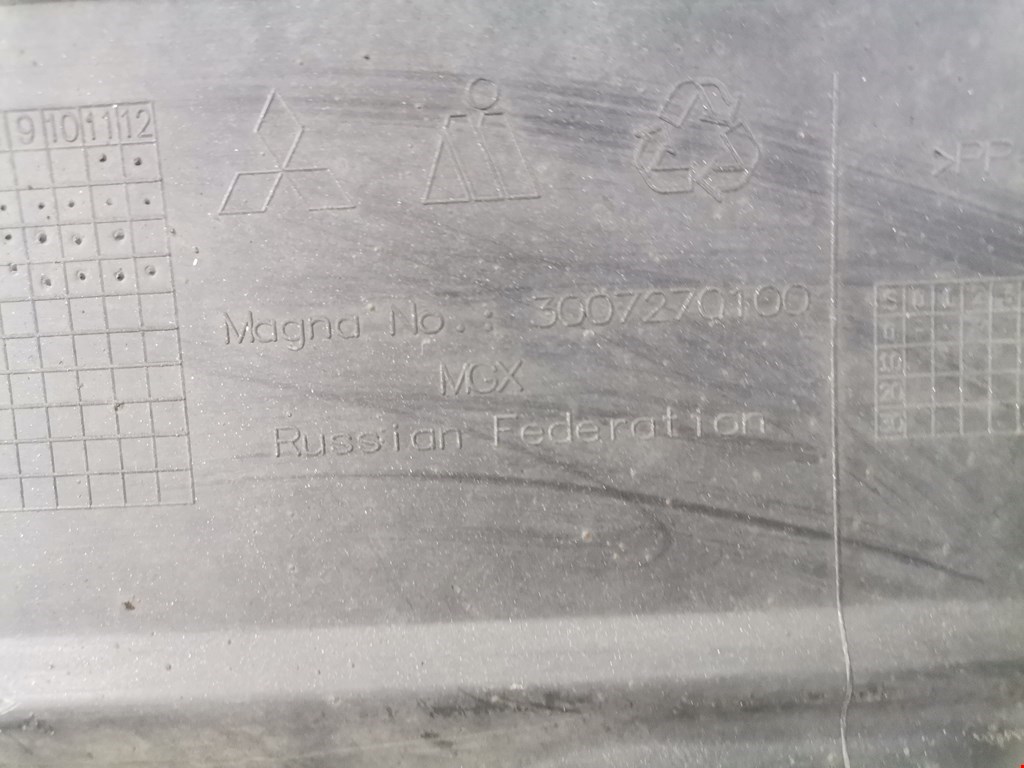 9 10 11 12
>PP
Magna No.: 3007270100
MGX
Russian Federation